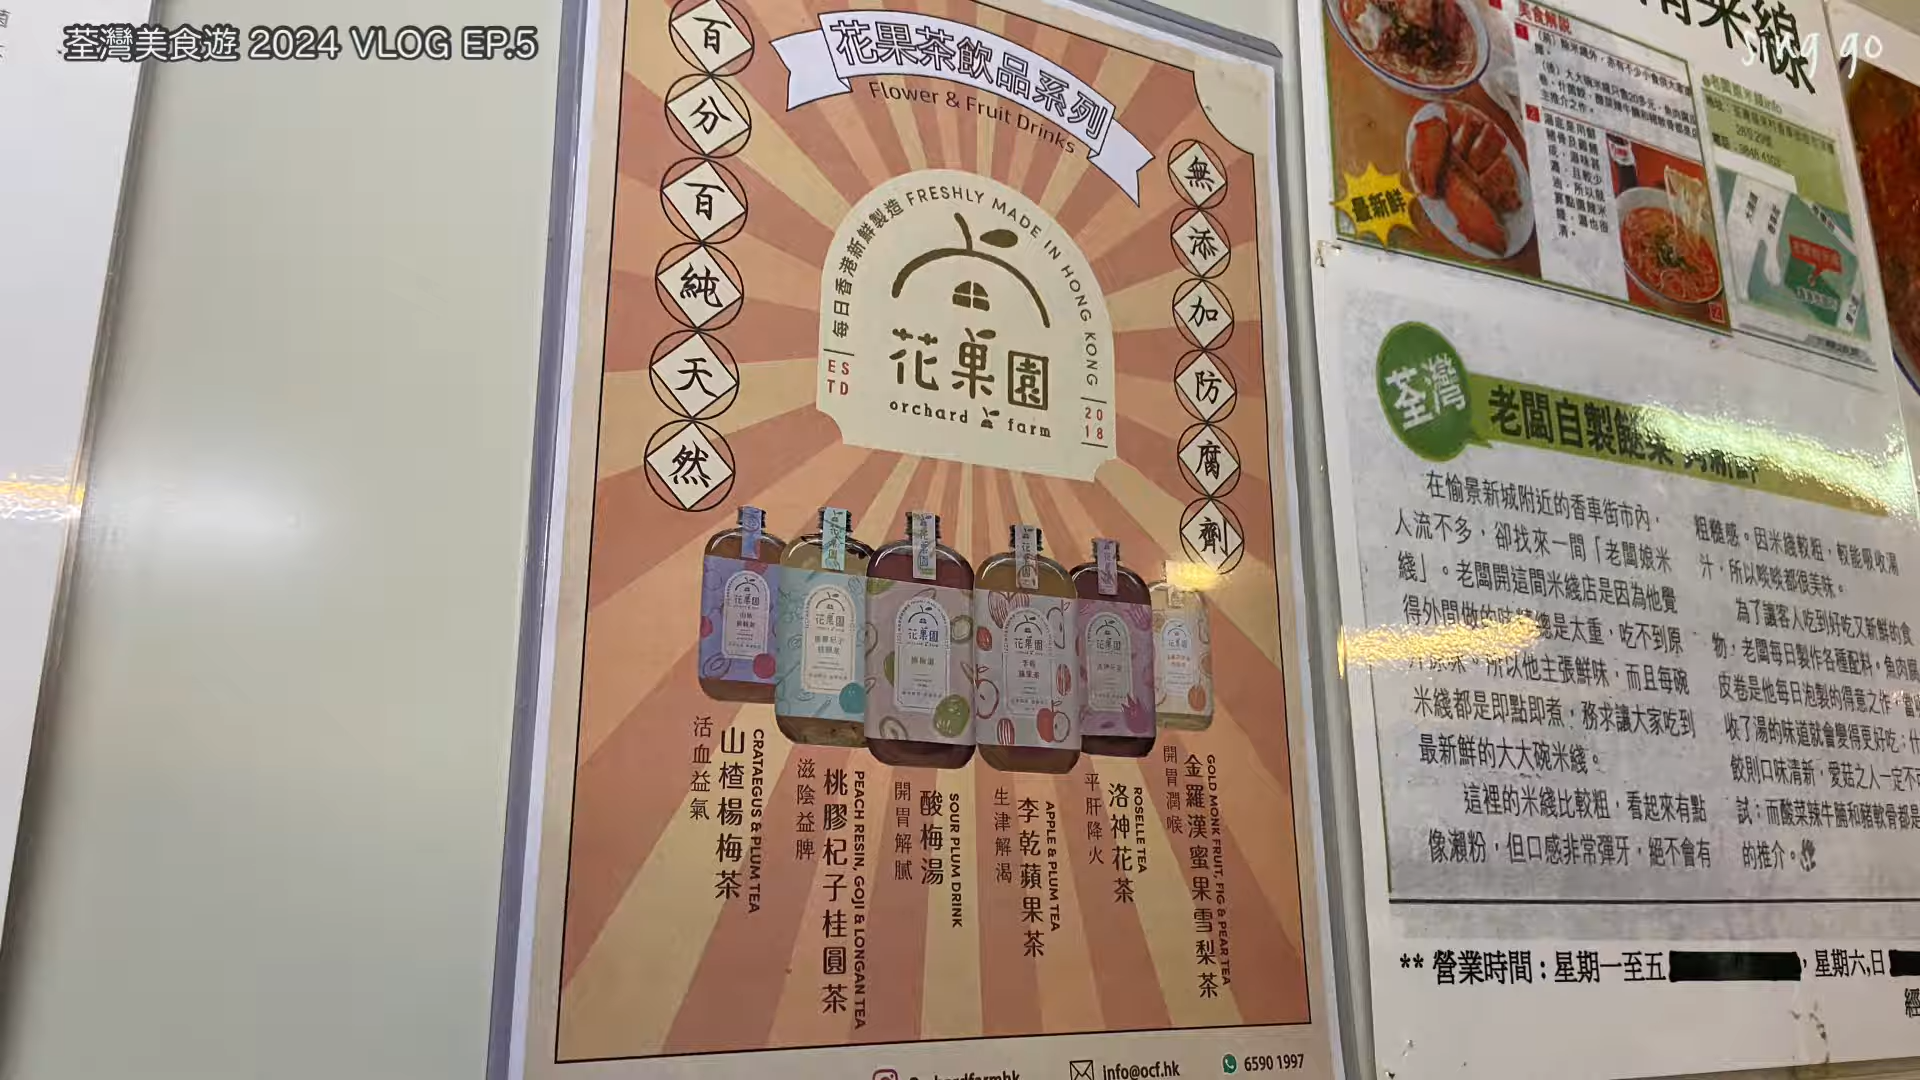 荃灣美食遊 2024 VLOG EP.5
sing go
百分百純天然
花果茶飲品系列
Flower & Fruit Drinks
無添加防腐劑
每日香港新鮮製造 FRESHLY MADE IN HONG KONG
ESTD
2018
花菓園
orchard farm
活血益氣
山楂楊梅茶
CRATAEGUS & PLUM TEA
滋陰益脾
桃膠杞子桂圓茶
PEACH RESIN, GOJI & LONGAN TEA
開胃解膩
酸梅湯
SOUR PLUM DRINK
生津解渴
李乾蘋果茶
APPLE & PLUM TEA
平肝降火
洛神花茶
ROSELLE TEA
開胃潤喉
金羅漢蜜果雪梨茶
GOLD MONK FRUIT, FIG & PEAR TEA
info@ocf.hk
6590 1997
美食解說
最新鮮
荃灣
老闆自製
在愉景新城附近的香車街市內，
人流不多，卻找來一間「老闆娘米
綫」。老闆開這間米綫店是因為他覺
得外間做的 總是太重，吃不到原
所以他主張鮮味，而且每碗
米綫都是即點即煮，務求讓大家吃到
最新鮮的大大碗米綫。
這裡的米綫比較粗，看起來有點
像瀨粉，但口感非常彈牙，絕不會有
粗糙感。因米綫較粗，較能吸收湯
汁，所以啖啖都很美味。
為了讓客人吃到好吃又新鮮的食
物，老闆每日製作各種配料。魚肉腐
皮卷是他每日泡製的得意之作，當
收了湯的味道就會變得更好吃；什
餃則口味清新，愛菇之人一定不
試；而酸菜辣牛腩和豬軟骨都是
的推介。
** 營業時間：星期一至五 ，星期六,日